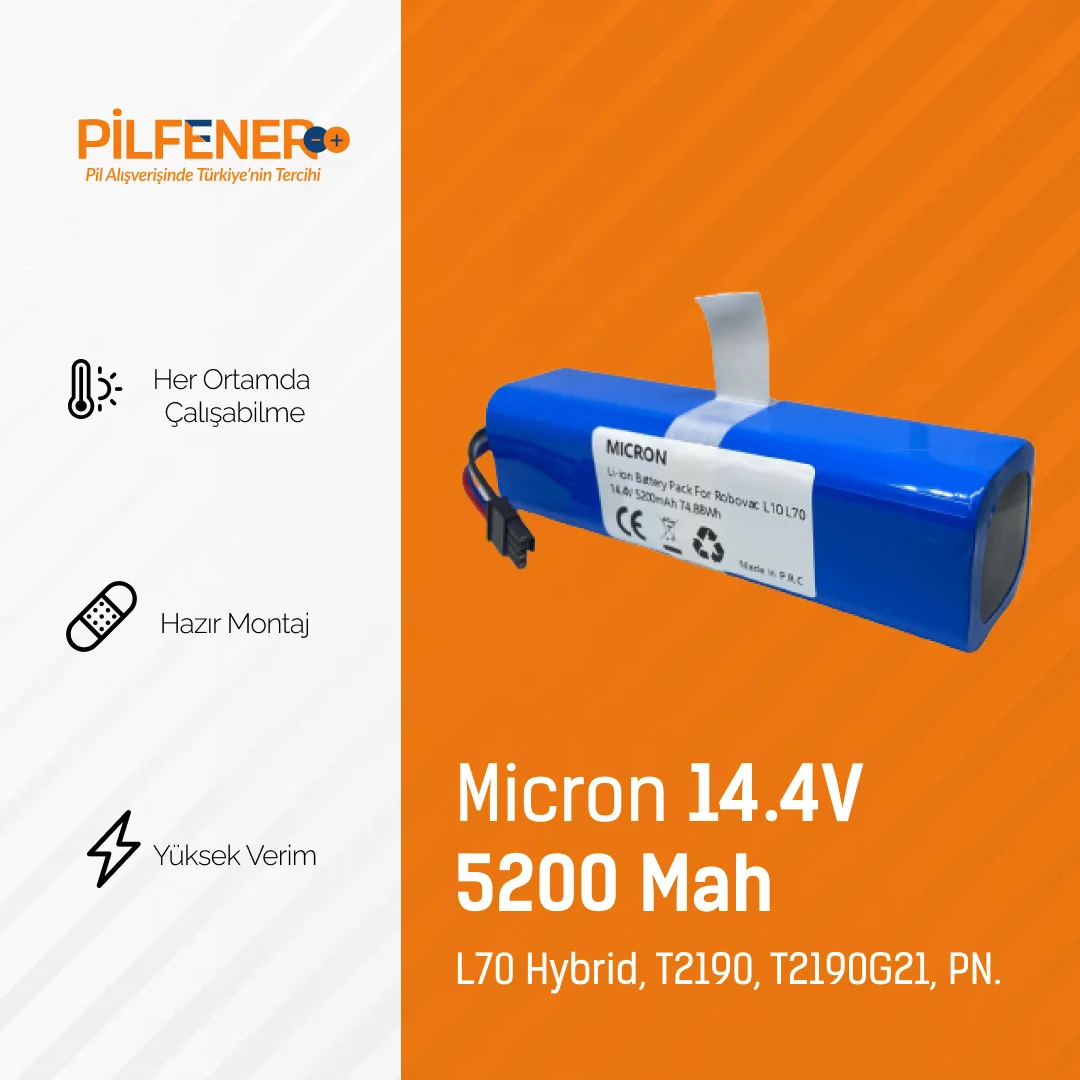 PİLFENER
Pil Alışverişinde Türkiye'nin Tercihi
Her Ortamda
Çalışabilme
Hazır Montaj
Yüksek Verim
MICRON
Li-ion Battery Pack For Robovac L10 L70
14.4V 5200mAh 74.88Wh
CE
Made in P.R.C
Micron 14.4V
5200 Mah
L70 Hybrid, T2190, T2190G21, PN.